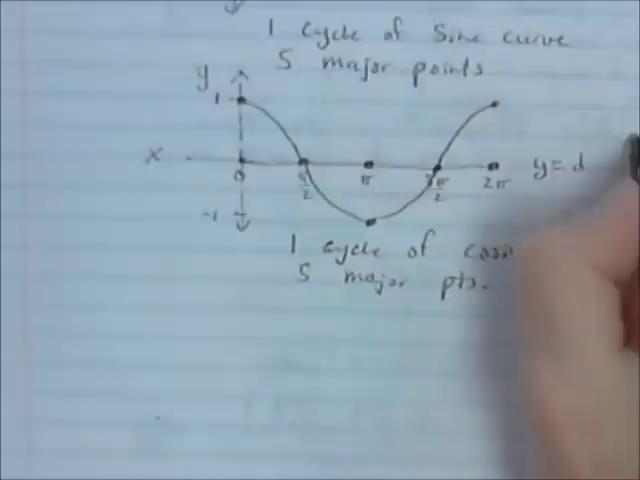 1 cycle of Sine curve
5 major points
y
1
x
0
π/2
π
3π/2
2π
y=d
-1
1 cycle of
5 major pts.